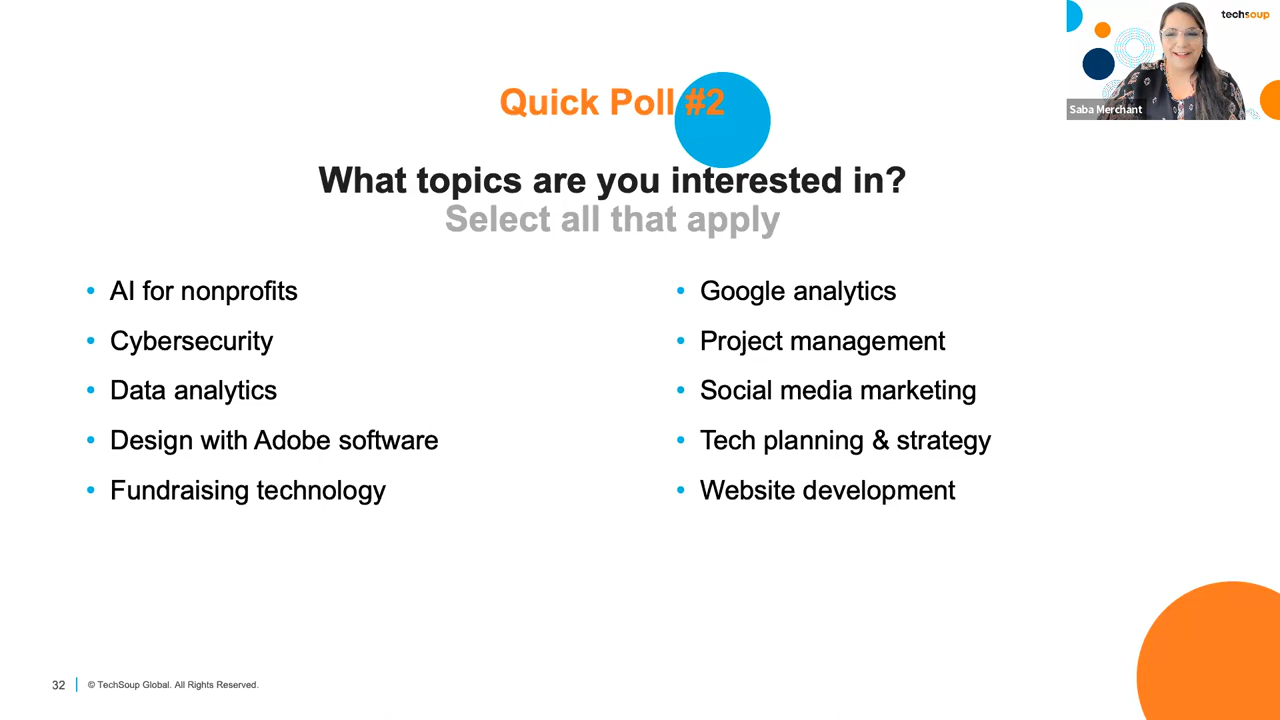 techsoup
Saba Merchant
Quick Poll #2
What topics are you interested in?
Select all that apply
• AI for nonprofits
• Cybersecurity
• Data analytics
• Design with Adobe software
• Fundraising technology
• Google analytics
• Project management
• Social media marketing
• Tech planning & strategy
• Website development
32
© TechSoup Global. All Rights Reserved.